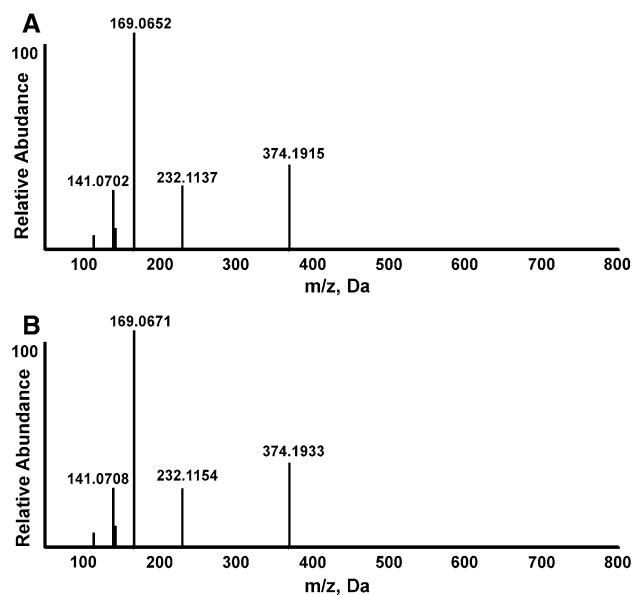 A
169.0652
100
374.1915
141.0702 232.1137
Relative Abudance
100 200 300 400 500 600 700 800
m/z, Da
B
169.0671
100
374.1933
141.0708 232.1154
Relative Abundance
100 200 300 400 500 600 700 800
m/z, Da